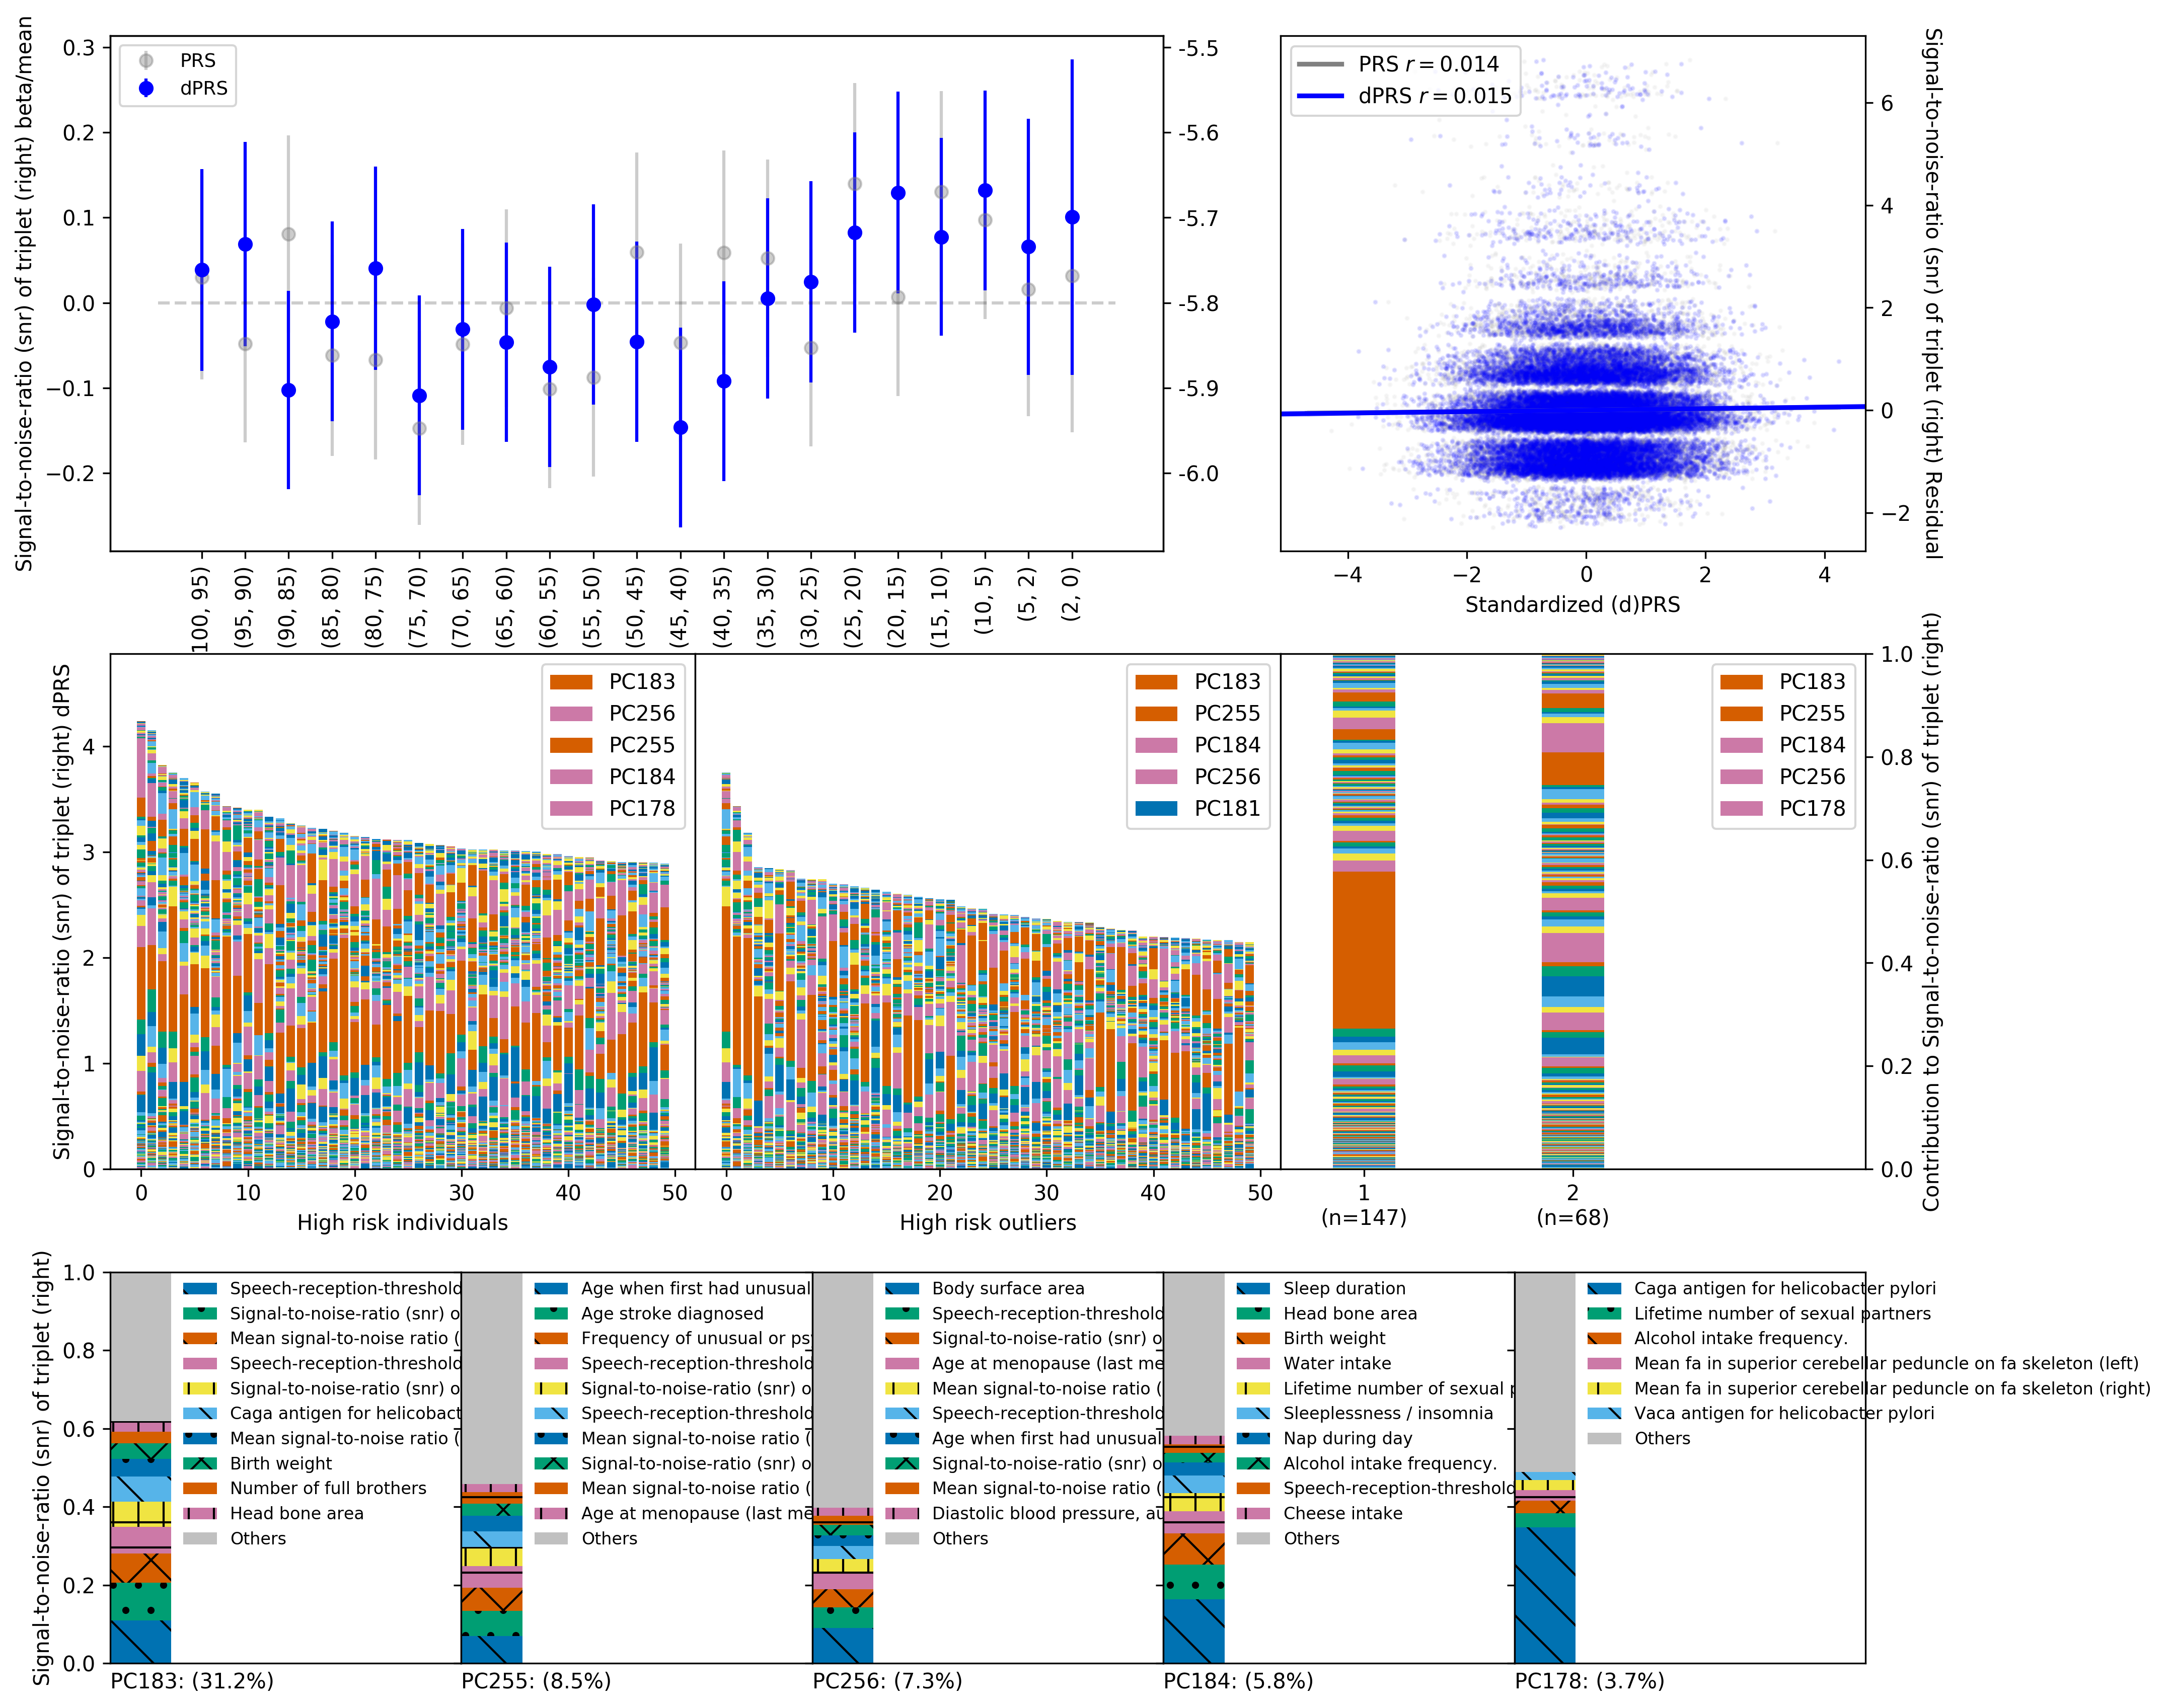 Signal-to-noise-ratio (snr) of triplet (right) beta/mean
0.3
0.2
0.1
0.0
−0.1
−0.2
PRS
dPRS
-5.5
-5.6
-5.7
-5.8
-5.9
-6.0
100, 95)
(95, 90)
(90, 85)
(85, 80)
(80, 75)
(75, 70)
(70, 65)
(65, 60)
(60, 55)
(55, 50)
(50, 45)
(45, 40)
(40, 35)
(35, 30)
(30, 25)
(25, 20)
(20, 15)
(15, 10)
(10, 5)
(5, 2)
(2, 0)
PRS r = 0.014
dPRS r = 0.015
6
4
2
0
−2
Signal-to-noise-ratio (snr) of triplet (right) Residual
−4
−2
0
2
4
Standardized (d)PRS
Signal-to-noise-ratio (snr) of triplet (right) dPRS
4
3
2
1
0
PC183
PC256
PC255
PC184
PC178
0
10
20
30
40
50
High risk individuals
PC183
PC255
PC184
PC256
PC181
0
10
20
30
40
50
High risk outliers
PC183
PC255
PC184
PC256
PC178
1
(n=147)
2
(n=68)
1.0
0.8
0.6
0.4
0.2
0.0
Contribution to Signal-to-noise-ratio (snr) of triplet (right)
Signal-to-noise-ratio (snr) of triplet (right)
1.0
0.8
0.6
0.4
0.2
0.0
Speech-reception-threshold
Signal-to-noise-ratio (snr) o
Mean signal-to-noise ratio (
Speech-reception-threshold
Signal-to-noise-ratio (snr) o
Caga antigen for helicobact
Mean signal-to-noise ratio (
Birth weight
Number of full brothers
Head bone area
Others
PC183: (31.2%)
Age when first had unusual
Age stroke diagnosed
Frequency of unusual or psy
Speech-reception-threshold
Signal-to-noise-ratio (snr) o
Speech-reception-threshold
Mean signal-to-noise ratio (
Signal-to-noise-ratio (snr) o
Mean signal-to-noise ratio (
Age at menopause (last me
Others
PC255: (8.5%)
Body surface area
Speech-reception-threshold
Signal-to-noise-ratio (snr) o
Age at menopause (last me
Mean signal-to-noise ratio (
Speech-reception-threshold
Age when first had unusual
Signal-to-noise-ratio (snr) o
Mean signal-to-noise ratio (
Diastolic blood pressure, au
Others
PC256: (7.3%)
Sleep duration
Head bone area
Birth weight
Water intake
Lifetime number of sexual p
Sleeplessness / insomnia
Nap during day
Alcohol intake frequency.
Speech-reception-threshold
Cheese intake
Others
PC184: (5.8%)
Caga antigen for helicobacter pylori
Lifetime number of sexual partners
Alcohol intake frequency.
Mean fa in superior cerebellar peduncle on fa skeleton (left)
Mean fa in superior cerebellar peduncle on fa skeleton (right)
Vaca antigen for helicobacter pylori
Others
PC178: (3.7%)